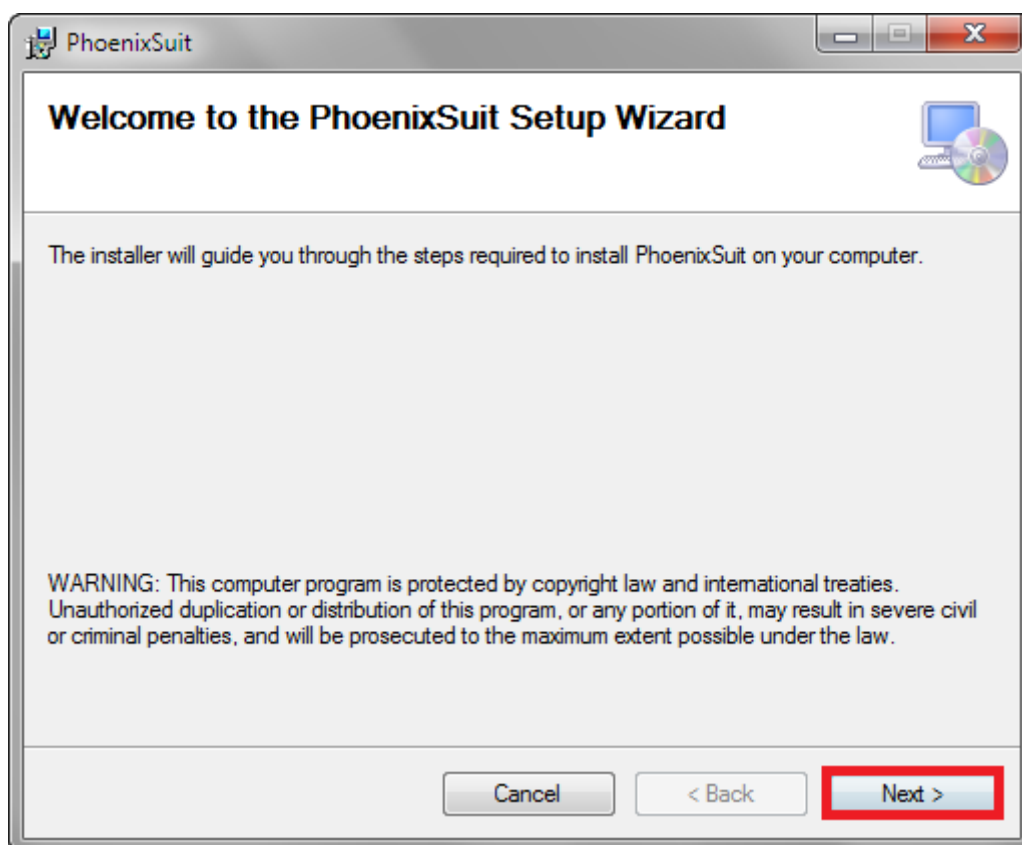 PhoenixSuit
Welcome to the PhoenixSuit Setup Wizard
The installer will guide you through the steps required to install PhoenixSuit on your computer.
WARNING: This computer program is protected by copyright law and international treaties.
Unauthorized duplication or distribution of this program, or any portion of it, may result in severe civil
or criminal penalties, and will be prosecuted to the maximum extent possible under the law.
Cancel < Back Next >